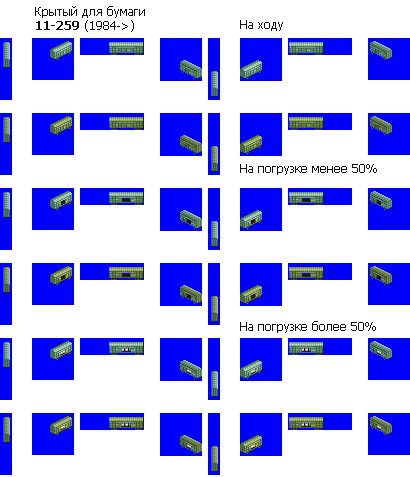 Крытый для бумаги
11-259 (1984->)
На ходу
На погрузке менее 50%
На погрузке более 50%